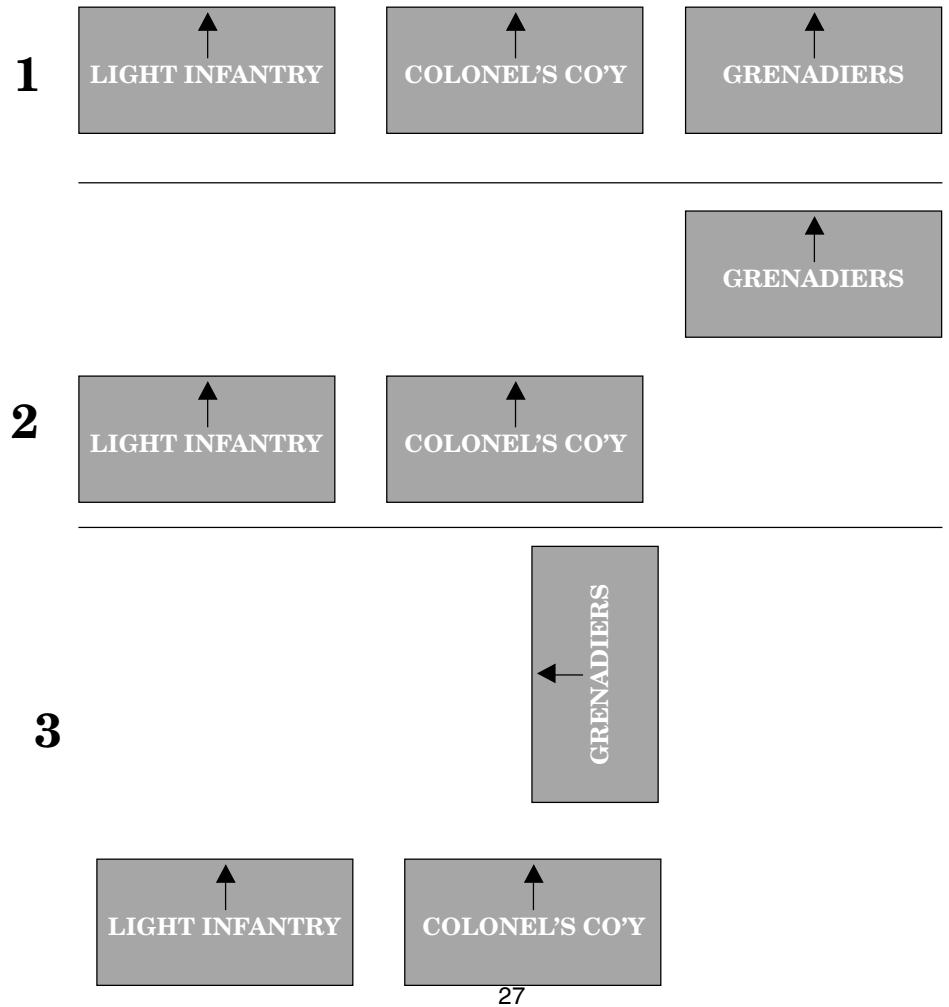 1
LIGHT INFANTRY
COLONEL'S CO'Y
GRENADIERS
GRENADIERS
2
LIGHT INFANTRY
COLONEL'S CO'Y
GRENADIERS
3
LIGHT INFANTRY
COLONEL'S CO'Y
27